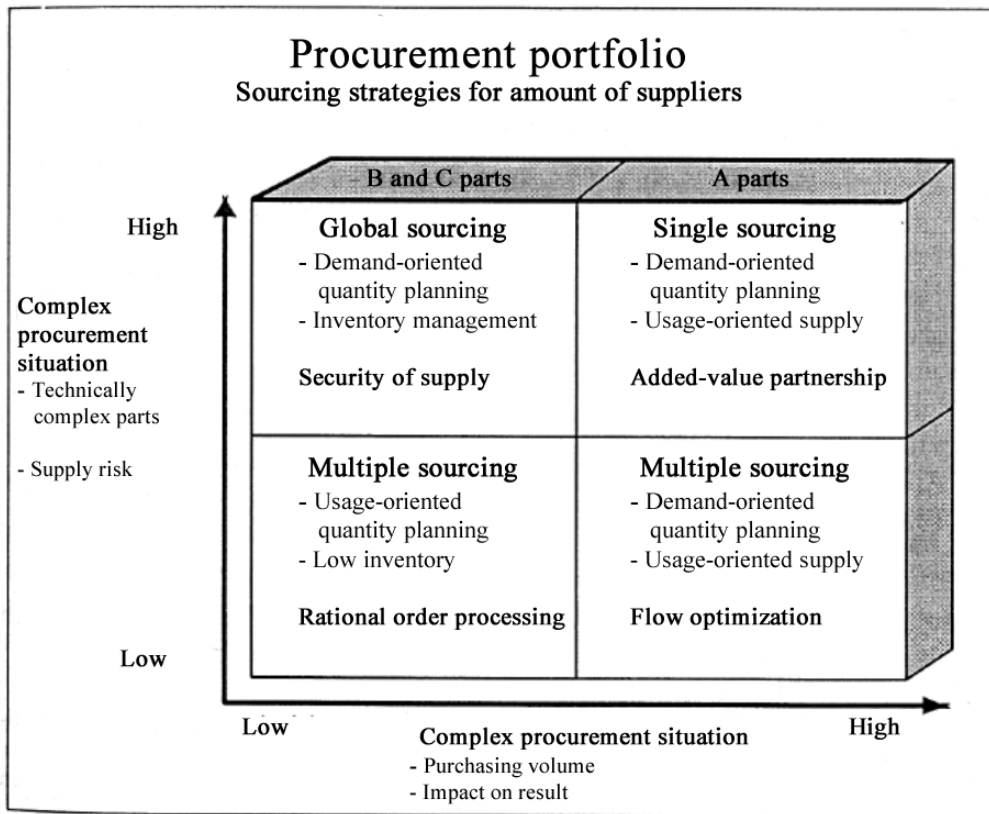 Procurement portfolio
Sourcing strategies for amount of suppliers
B and C parts
A parts
High
Complex
procurement
situation
- Technically
complex parts
- Supply risk
Low
Global sourcing
- Demand-oriented
quantity planning
- Inventory management
Security of supply
Single sourcing
- Demand-oriented
quantity planning
- Usage-oriented supply
Added-value partnership
Multiple sourcing
- Usage-oriented
quantity planning
- Low inventory
Rational order processing
Multiple sourcing
- Demand-oriented
quantity planning
- Usage-oriented supply
Flow optimization
Low
High
Complex procurement situation
- Purchasing volume
- Impact on result